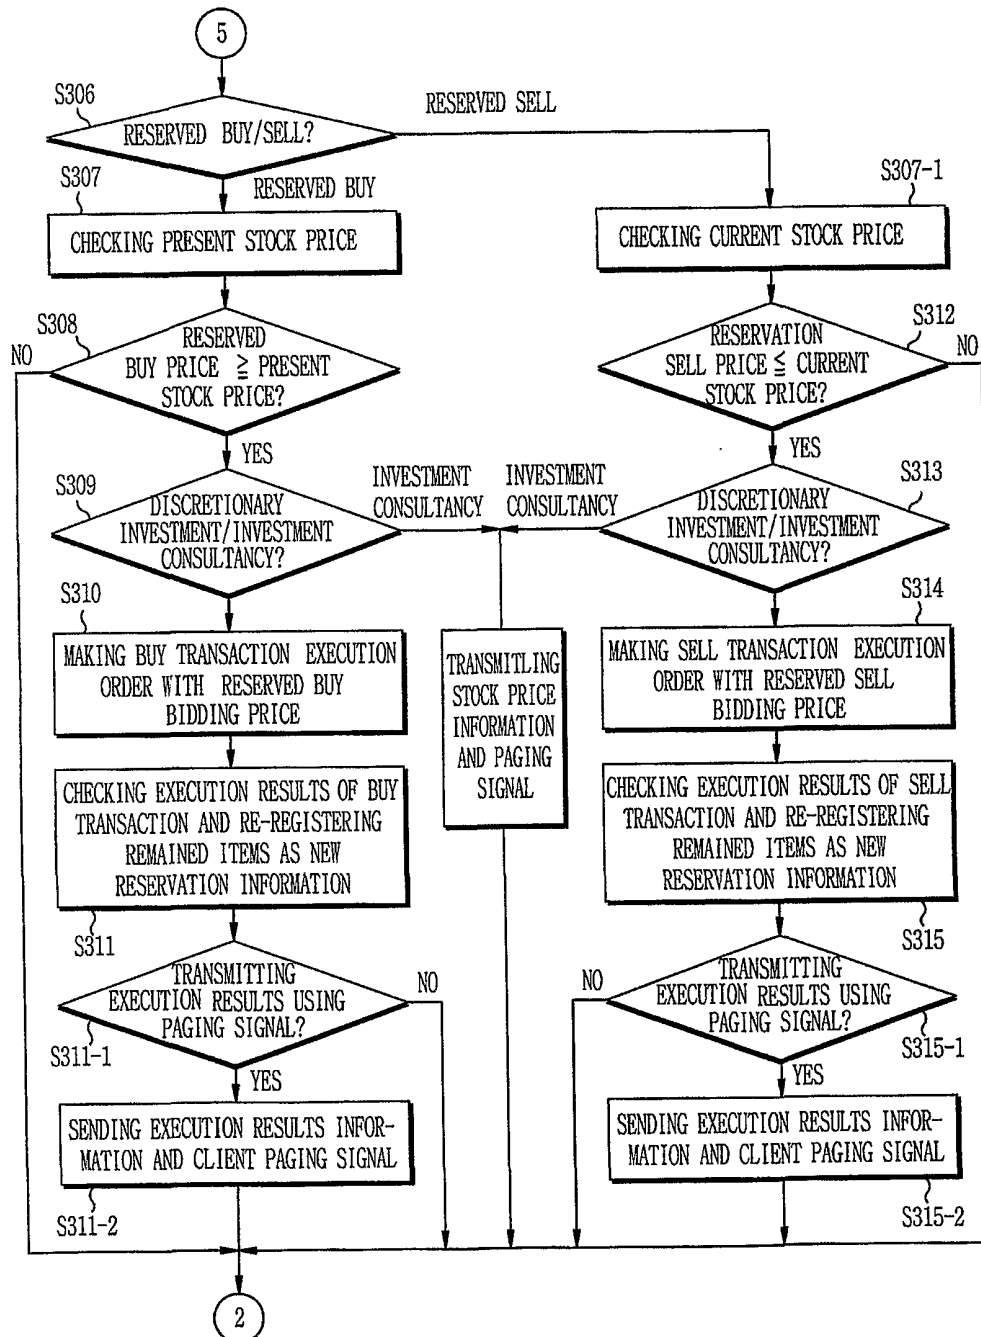 5
S306
RESERVED BUY/SELL?
RESERVED SELL
S307
RESERVED BUY
S307-1
CHECKING PRESENT STOCK PRICE
CHECKING CURRENT STOCK PRICE
S308
NO
RESERVED
BUY PRICE ≧ PRESENT
STOCK PRICE?
RESERVATION
SELL PRICE ≦ CURRENT
STOCK PRICE?
S312
NO
YES
YES
S309
DISCRETIONARY
INVESTMENT/INVESTMENT
CONSULTANCY?
INVESTMENT
CONSULTANCY
INVESTMENT
CONSULTANCY
DISCRETIONARY
INVESTMENT/INVESTMENT
CONSULTANCY?
S313
S310
MAKING BUY TRANSACTION EXECUTION
ORDER WITH RESERVED BUY
BIDDING PRICE
TRANSMITLING
STOCK PRICE
INFORMATION
AND PAGING
SIGNAL
S314
MAKING SELL TRANSACTION EXECUTION
ORDER WITH RESERVED SELL
BIDDING PRICE
CHECKING EXECUTION RESULTS OF BUY
TRANSACTION AND RE-REGISTERING
REMAINED ITEMS AS NEW
RESERVATION INFORMATION
S311
CHECKING EXECUTION RESULTS OF SELL
TRANSACTION AND RE-REGISTERING
REMAINED ITEMS AS NEW
RESERVATION INFORMATION
S315
TRANSMITTING
EXECUTION RESULTS USING
PAGING SIGNAL?
NO
S311-1
YES
NO
TRANSMITTING
EXECUTION RESULTS USING
PAGING SIGNAL?
S315-1
YES
SENDING EXECUTION RESULTS INFOR-
MATION AND CLIENT PAGING SIGNAL
S311-2
SENDING EXECUTION RESULTS INFOR-
MATION AND CLIENT PAGING SIGNAL
S315-2
2